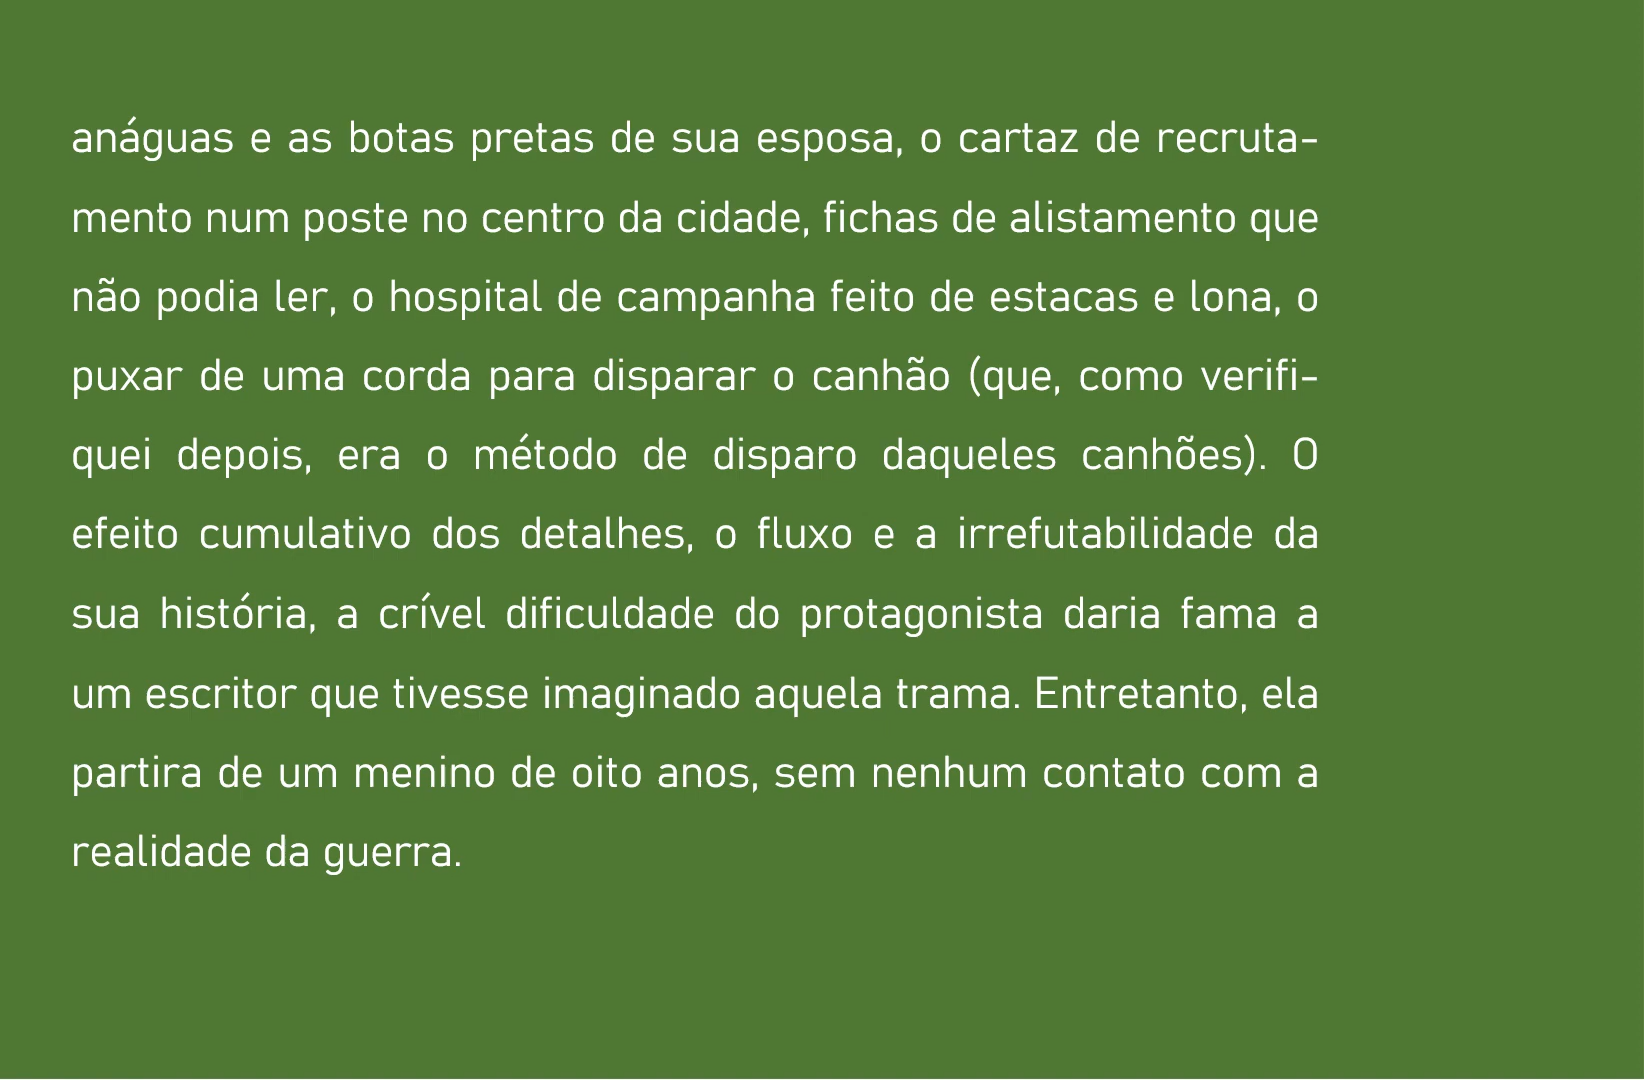 anáguas e as botas pretas de sua esposa, o cartaz de recruta-
mento num poste no centro da cidade, fichas de alistamento que
não podia ler, o hospital de campanha feito de estacas e lona, o
puxar de uma corda para disparar o canhão (que, como verifi-
quei depois, era o método de disparo daqueles canhões). O
efeito cumulativo dos detalhes, o fluxo e a irrefutabilidade da
sua história, a crível dificuldade do protagonista daria fama a
um escritor que tivesse imaginado aquela trama. Entretanto, ela
partira de um menino de oito anos, sem nenhum contato com a
realidade da guerra.